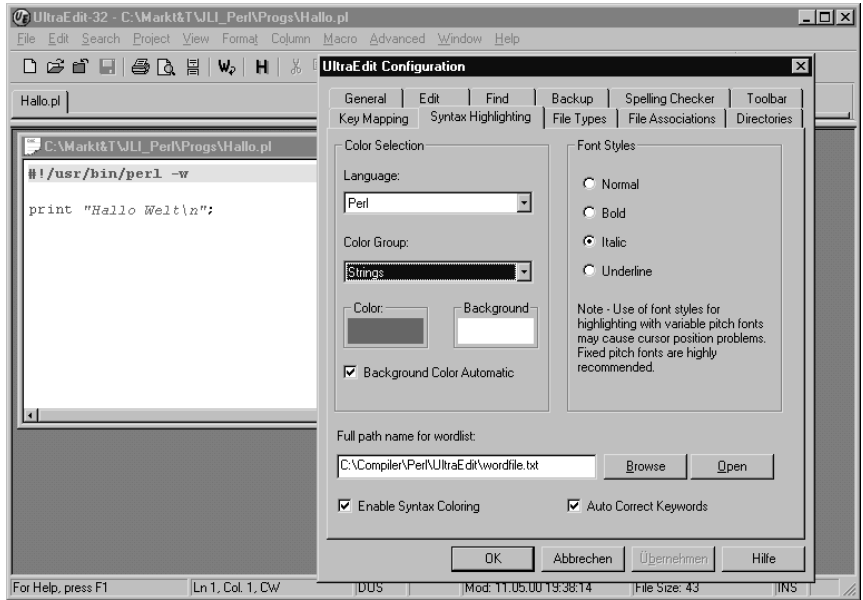 UltraEdit-32 - C:\Markt&T\JLI_Perl\Progs\Hallo.pl
File Edit Search Project View Format Column Macro Advanced Window Help
Hallo.pl
C:\Markt&T\JLI_Perl\Progs\Hallo.pl
#!/usr/bin/perl -w
print "Hallo Welt\n";
UltraEdit Configuration
General Edit Find Backup Spelling Checker Toolbar
Key Mapping Syntax Highlighting File Types File Associations Directories
Color Selection
Language:
Perl
Color Group:
Strings
Color: Background
Background Color Automatic
Font Styles
Normal
Bold
Italic
Underline
Note - Use of font styles for
highlighting with variable pitch fonts
may cause cursor position problems.
Fixed pitch fonts are highly
recommended.
Full path name for wordlist:
C:\Compiler\Perl\UltraEdit\wordfile.txt Browse Open
Enable Syntax Coloring Auto Correct Keywords
OK Abbrechen Übernehmen Hilfe
For Help, press F1 Ln 1, Col. 1, CW DOS Mod: 11.05.00 19:38:14 File Size: 43 INS